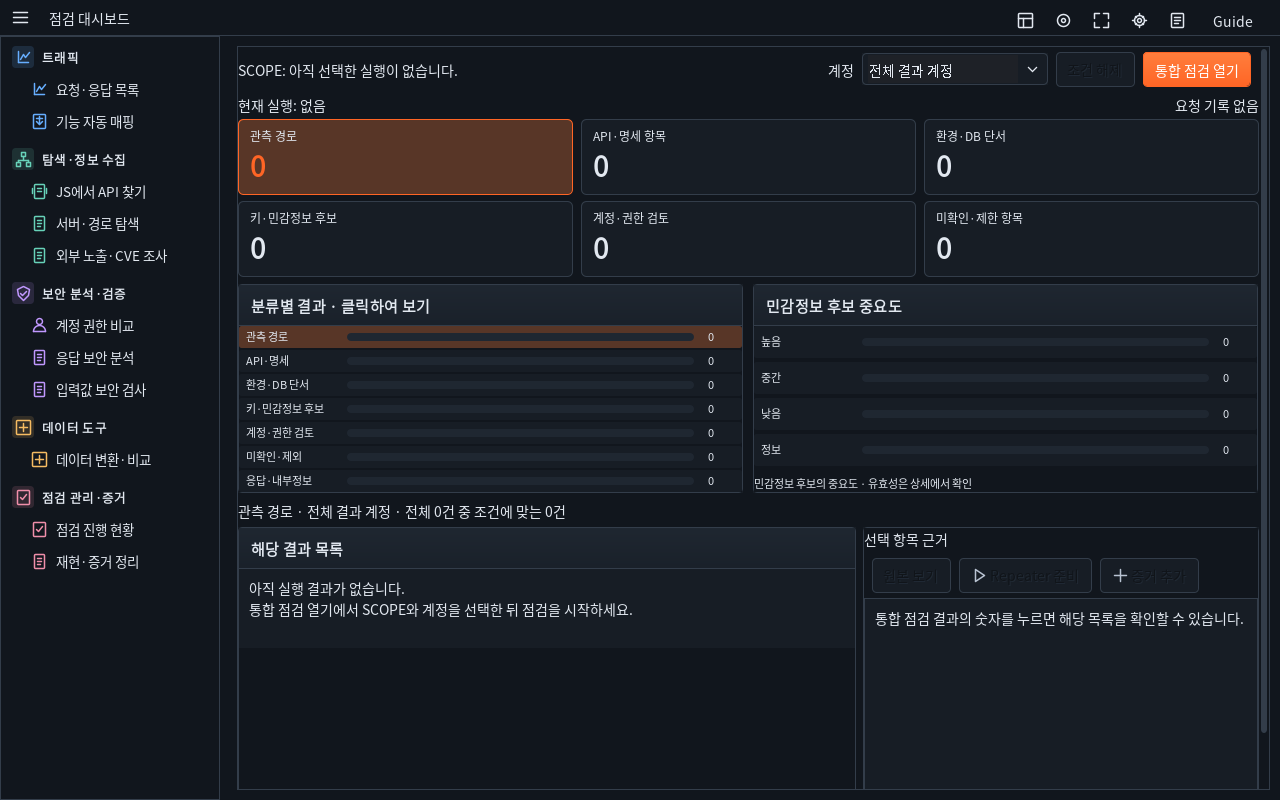 점검 대시보드
Guide
트래픽
요청·응답 목록
기능 자동 매핑
탐색·정보 수집
JS에서 API 찾기
서버·경로 탐색
외부 노출·CVE 조사
보안 분석·검증
계정 권한 비교
응답 보안 분석
입력값 보안 검사
데이터 도구
데이터 변환·비교
점검 관리·증거
점검 진행 현황
재현·증거 정리
SCOPE: 아직 선택한 실행이 없습니다.
계정
전체 결과 계정
조건 해제
통합 점검 열기
현재 실행: 없음
요청 기록 없음
관측 경로
0
API·명세 항목
0
환경·DB 단서
0
키·민감정보 후보
0
계정·권한 검토
0
미확인·제한 항목
0
분류별 결과 · 클릭하여 보기
관측 경로 0
API·명세 0
환경·DB 단서 0
키·민감정보 후보 0
계정·권한 검토 0
미확인·제외 0
응답·내부정보 0
민감정보 후보 중요도
높음 0
중간 0
낮음 0
정보 0
민감정보 후보의 중요도 · 유효성은 상세에서 확인
관측 경로 · 전체 결과 계정 · 전체 0건 중 조건에 맞는 0건
해당 결과 목록
아직 실행 결과가 없습니다.
통합 점검 열기에서 SCOPE와 계정을 선택한 뒤 점검을 시작하세요.
선택 항목 근거
원문 보기
Repeater 준비
증거 추가
통합 점검 결과의 숫자를 누르면 해당 목록을 확인할 수 있습니다.